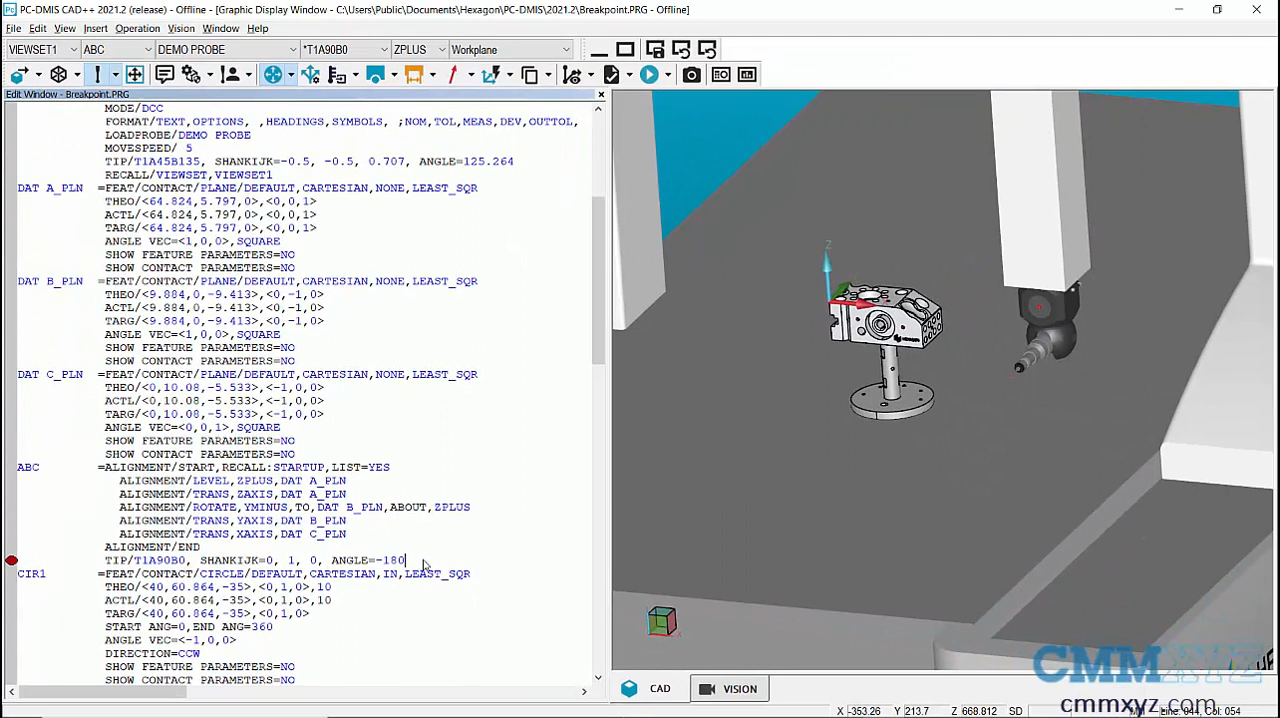 PC-DMIS CAD++ 2021.2 (release) - Offline - [Graphic Display Window - C:\Users\Public\Documents\Hexagon\PC-DMIS\2021.2\Breakpoint.PRG - Offline]
File Edit View Insert Operation Vision Window Help
VIEWSET1 ABC DEMO PROBE *T1A90B0 ZPLUS Workplane
Edit Window - Breakpoint.PRG
MODE/DCC
FORMAT/TEXT,OPTIONS, ,HEADINGS,SYMBOLS, ;NOM,TOL,MEAS,DEV,OUTTOL,
LOADPROBE/DEMO PROBE
MOVESPEED/ 5
TIP/T1A45B135, SHANKIJK=-0.5, -0.5, 0.707, ANGLE=125.264
RECALL/VIEWSET,VIEWSET1
DAT A_PLN =FEAT/CONTACT/PLANE/DEFAULT,CARTESIAN,NONE,LEAST_SQR
THEO/<64.824,5.797,0>,<0,0,1>
ACTL/<64.824,5.797,0>,<0,0,1>
TARG/<64.824,5.797,0>,<0,0,1>
ANGLE VEC=<1,0,0>,SQUARE
SHOW FEATURE PARAMETERS=NO
SHOW CONTACT PARAMETERS=NO
DAT B_PLN =FEAT/CONTACT/PLANE/DEFAULT,CARTESIAN,NONE,LEAST_SQR
THEO/<9.884,0,-9.413>,<0,-1,0>
ACTL/<9.884,0,-9.413>,<0,-1,0>
TARG/<9.884,0,-9.413>,<0,-1,0>
ANGLE VEC=<1,0,0>,SQUARE
SHOW FEATURE PARAMETERS=NO
SHOW CONTACT PARAMETERS=NO
DAT C_PLN =FEAT/CONTACT/PLANE/DEFAULT,CARTESIAN,NONE,LEAST_SQR
THEO/<0,10.08,-5.533>,<-1,0,0>
ACTL/<0,10.08,-5.533>,<-1,0,0>
TARG/<0,10.08,-5.533>,<-1,0,0>
ANGLE VEC=<0,0,1>,SQUARE
SHOW FEATURE PARAMETERS=NO
SHOW CONTACT PARAMETERS=NO
ABC =ALIGNMENT/START,RECALL:STARTUP,LIST=YES
ALIGNMENT/LEVEL,ZPLUS,DAT A_PLN
ALIGNMENT/TRANS,ZAXIS,DAT A_PLN
ALIGNMENT/ROTATE,YMINUS,TO,DAT B_PLN,ABOUT,ZPLUS
ALIGNMENT/TRANS,YAXIS,DAT B_PLN
ALIGNMENT/TRANS,XAXIS,DAT C_PLN
ALIGNMENT/END
TIP/T1A90B0, SHANKIJK=0, 1, 0, ANGLE=-180
CIR1 =FEAT/CONTACT/CIRCLE/DEFAULT,CARTESIAN,IN,LEAST_SQR
THEO/<40,60.864,-35>,<0,1,0>,10
ACTL/<40,60.864,-35>,<0,1,0>,10
TARG/<40,60.864,-35>,<0,1,0>
START ANG=0,END ANG=360
ANGLE VEC=<-1,0,0>
DIRECTION=CCW
SHOW FEATURE PARAMETERS=NO
SHOW CONTACT PARAMETERS=NO
Z
X
CAD VISION
CMMXYZ
cmmxyz.com
X -353.26 Y 213.7 Z 668.812 SD